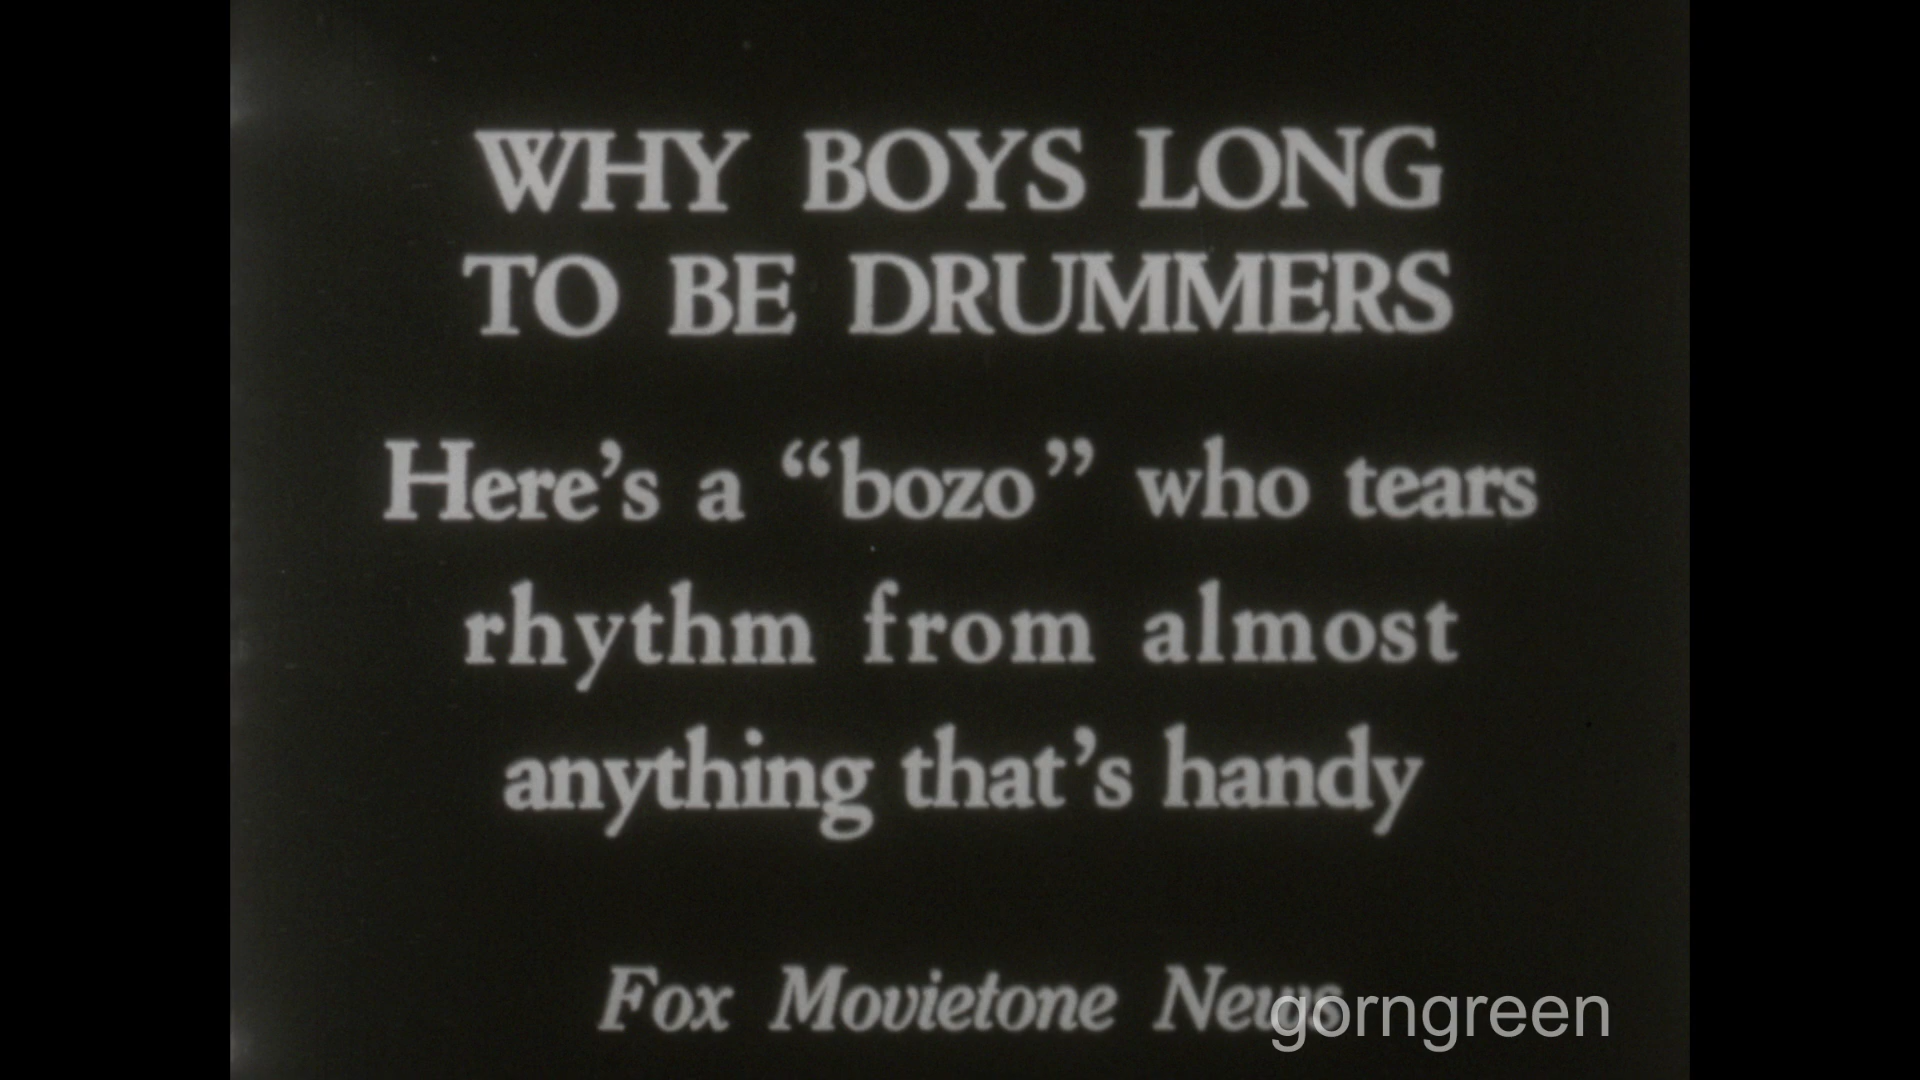 WHY BOYS LONG
TO BE DRUMMERS
Here’s a “bozo” who tears
rhythm from almost
anything that’s handy
Fox Movietone News
gorngreen